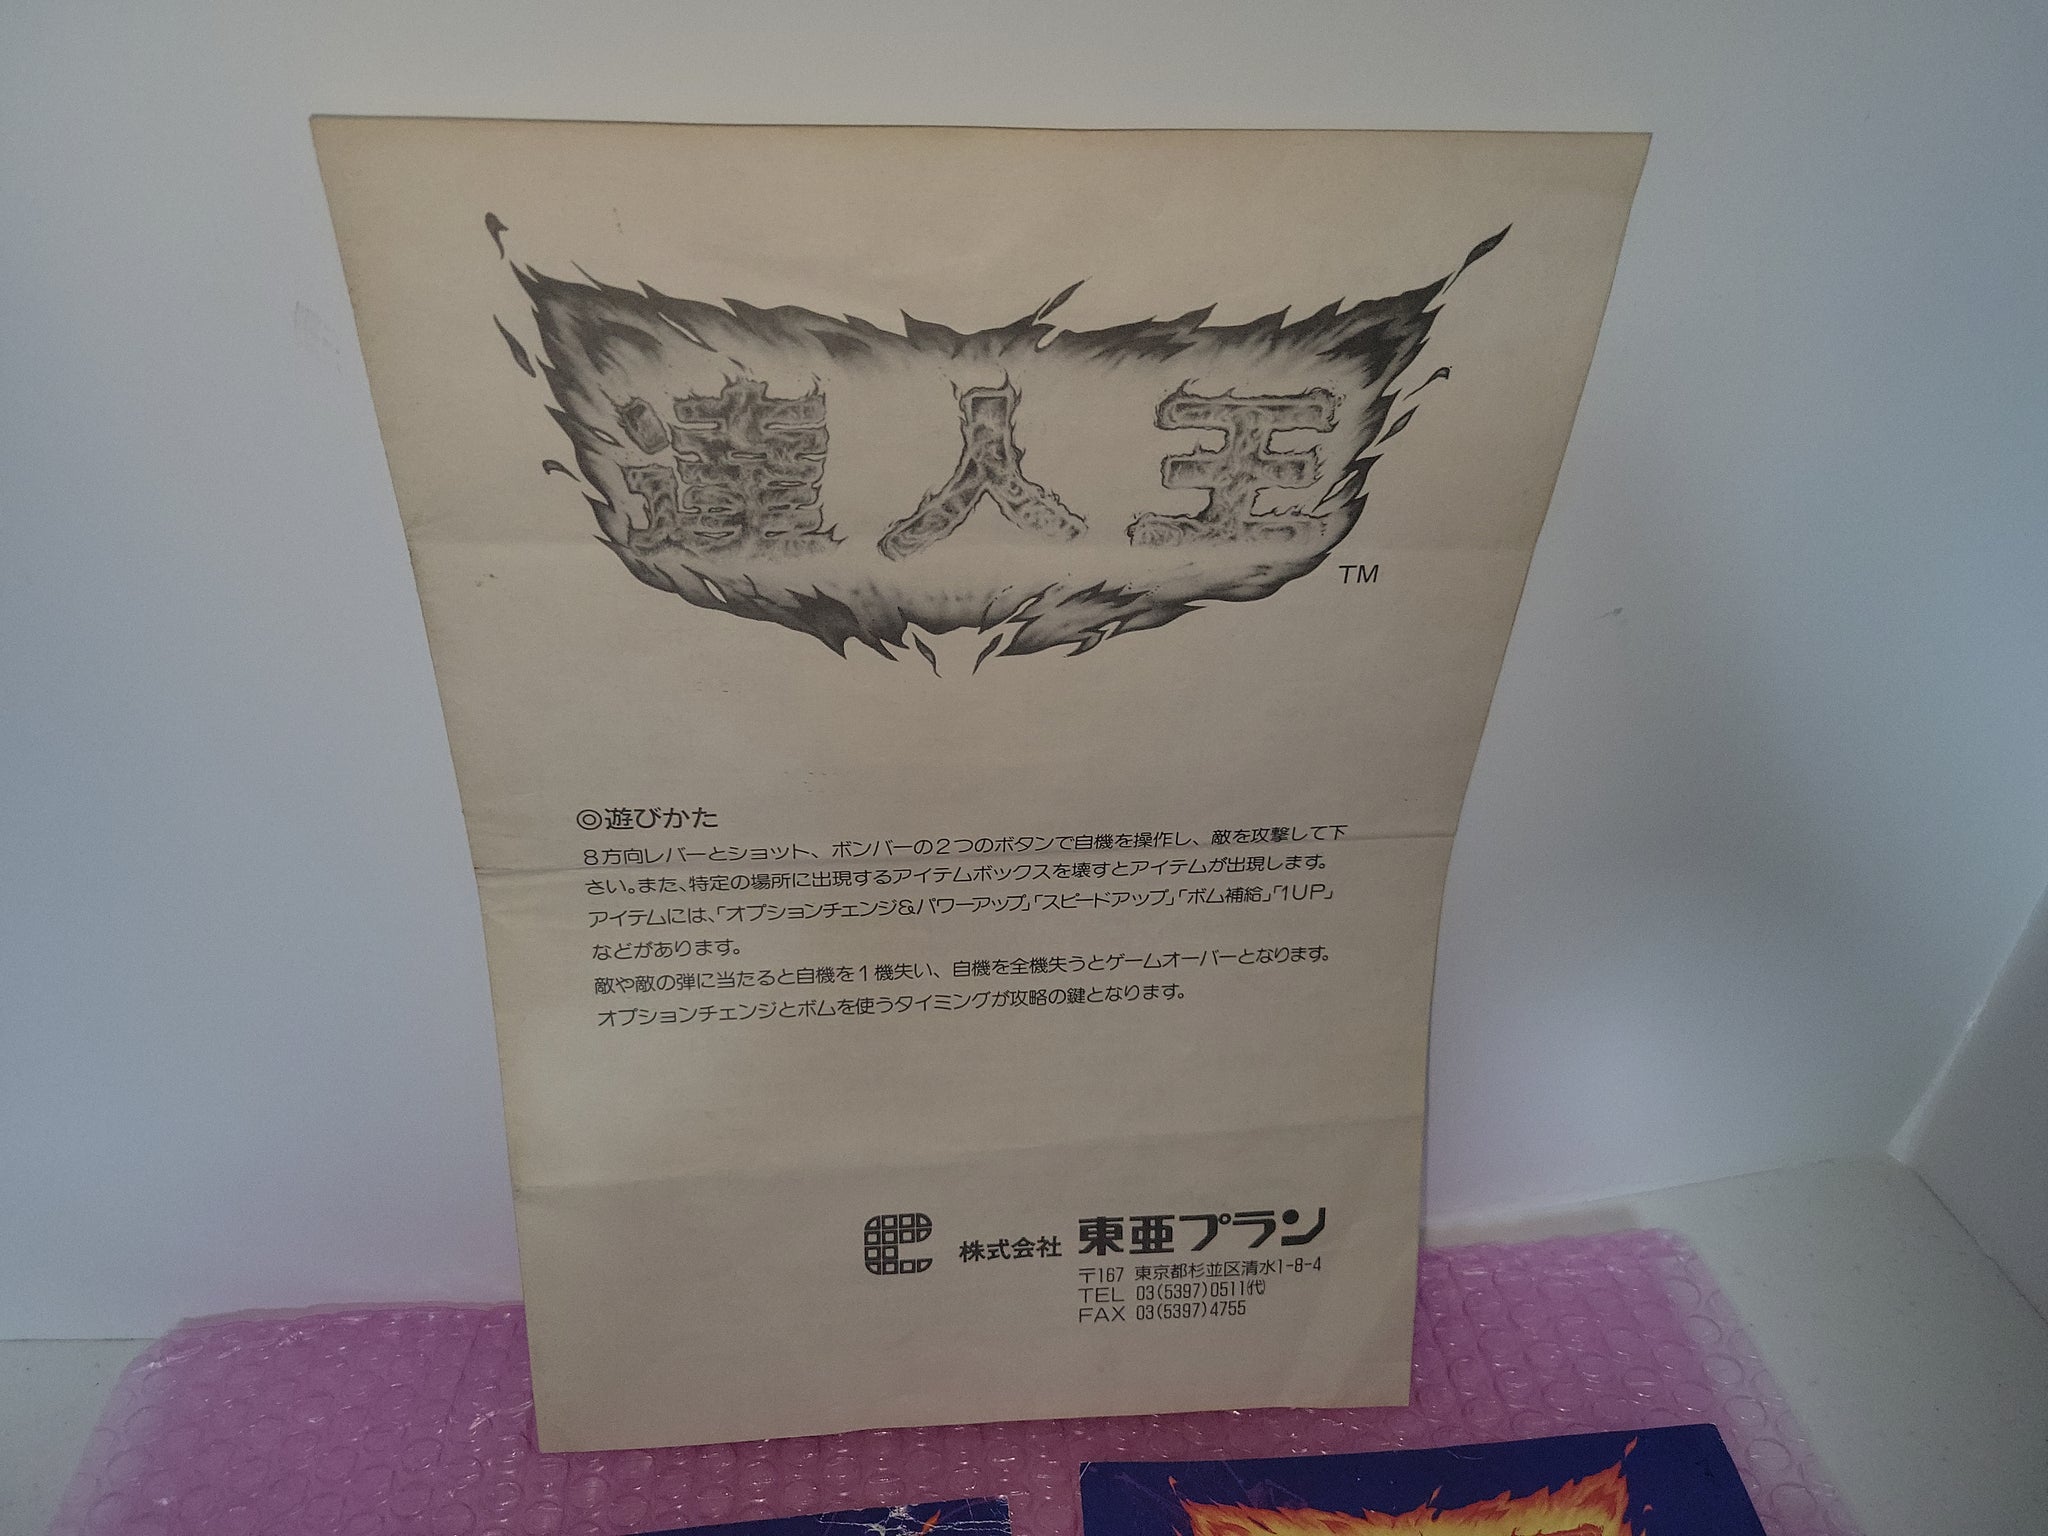 達人王
TM
◎遊びかた
8方向レバーとショット、ボンバーの2つのボタンで自機を操作し、敵を攻撃して下
さい。また、特定の場所に出現するアイテムボックスを壊すとアイテムが出現します。
アイテムには、「オプションチェンジ&パワーアップ」「スピードアップ」「ボム補給」「1UP」
などがあります。
敵や敵の弾に当たると自機を1機失い、自機を全機失うとゲームオーバーとなります。
オプションチェンジとボムを使うタイミングが攻略の鍵となります。
株式会社 東亜プラン
〒167 東京都杉並区清水1-8-4
TEL 03(5397)0511㈹
FAX 03(5397)4755